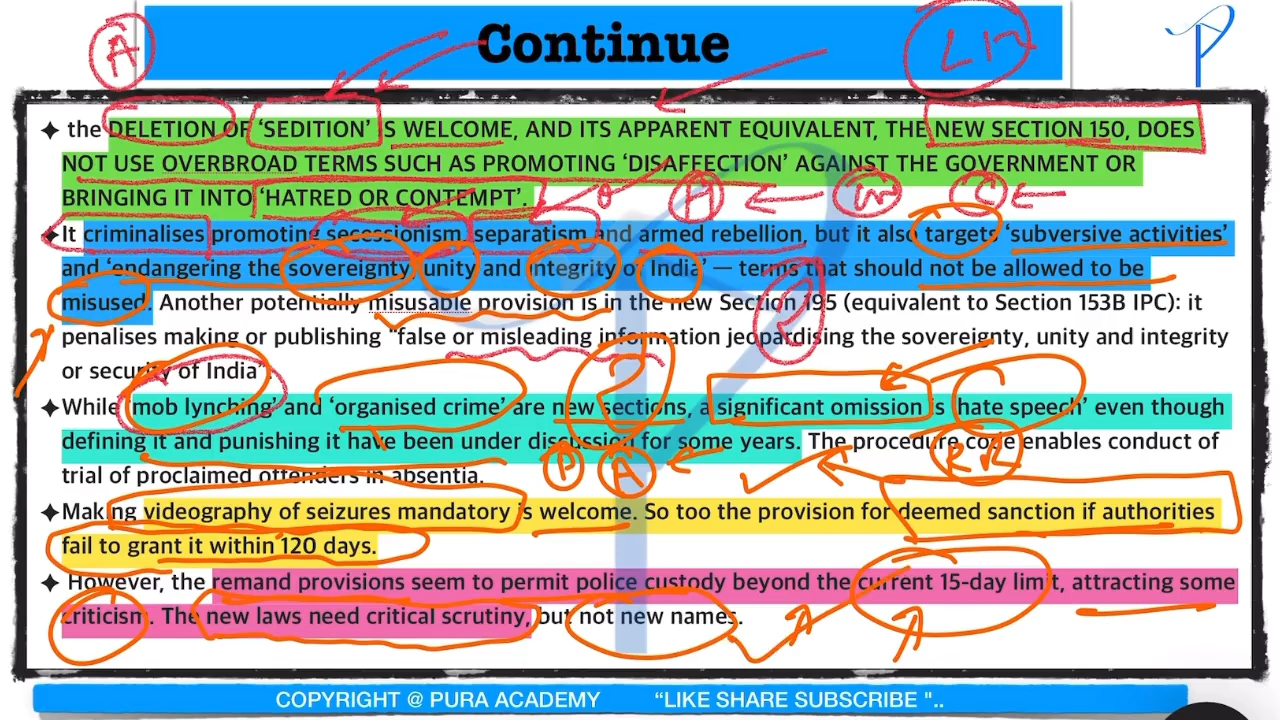 Continue
A
✦ the DELETION OF ‘SEDITION’ IS WELCOME, AND ITS APPARENT EQUIVALENT, THE NEW SECTION 150, DOES
NOT USE OVERBROAD TERMS SUCH AS PROMOTING ‘DISAFFECTION’ AGAINST THE GOVERNMENT OR
BRINGING IT INTO ‘HATRED OR CONTEMPT’.
✦It criminalises promoting secessionism, separatism and armed rebellion, but it also targets ‘subversive activities’
and ‘endangering the sovereignty, unity and integrity of India’ — terms that should not be allowed to be
misused. Another potentially misusable provision is in the new Section 195 (equivalent to Section 153B IPC): it
penalises making or publishing “false or misleading information jeopardising the sovereignty, unity and integrity
or security of India”.
✦While ‘mob lynching’ and ‘organised crime’ are new sections, a significant omission is ‘hate speech’ even though
defining it and punishing it have been under discussion for some years. The procedure code enables conduct of
P A RR
trial of proclaimed offenders in absentia.
✦Making videography of seizures mandatory is welcome. So too the provision for deemed sanction if authorities
fail to grant it within 120 days.
✦ However, the remand provisions seem to permit police custody beyond the current 15-day limit, attracting some
criticism. The new laws need critical scrutiny, but not new names.
COPYRIGHT @ PURA ACADEMY “LIKE SHARE SUBSCRIBE "..